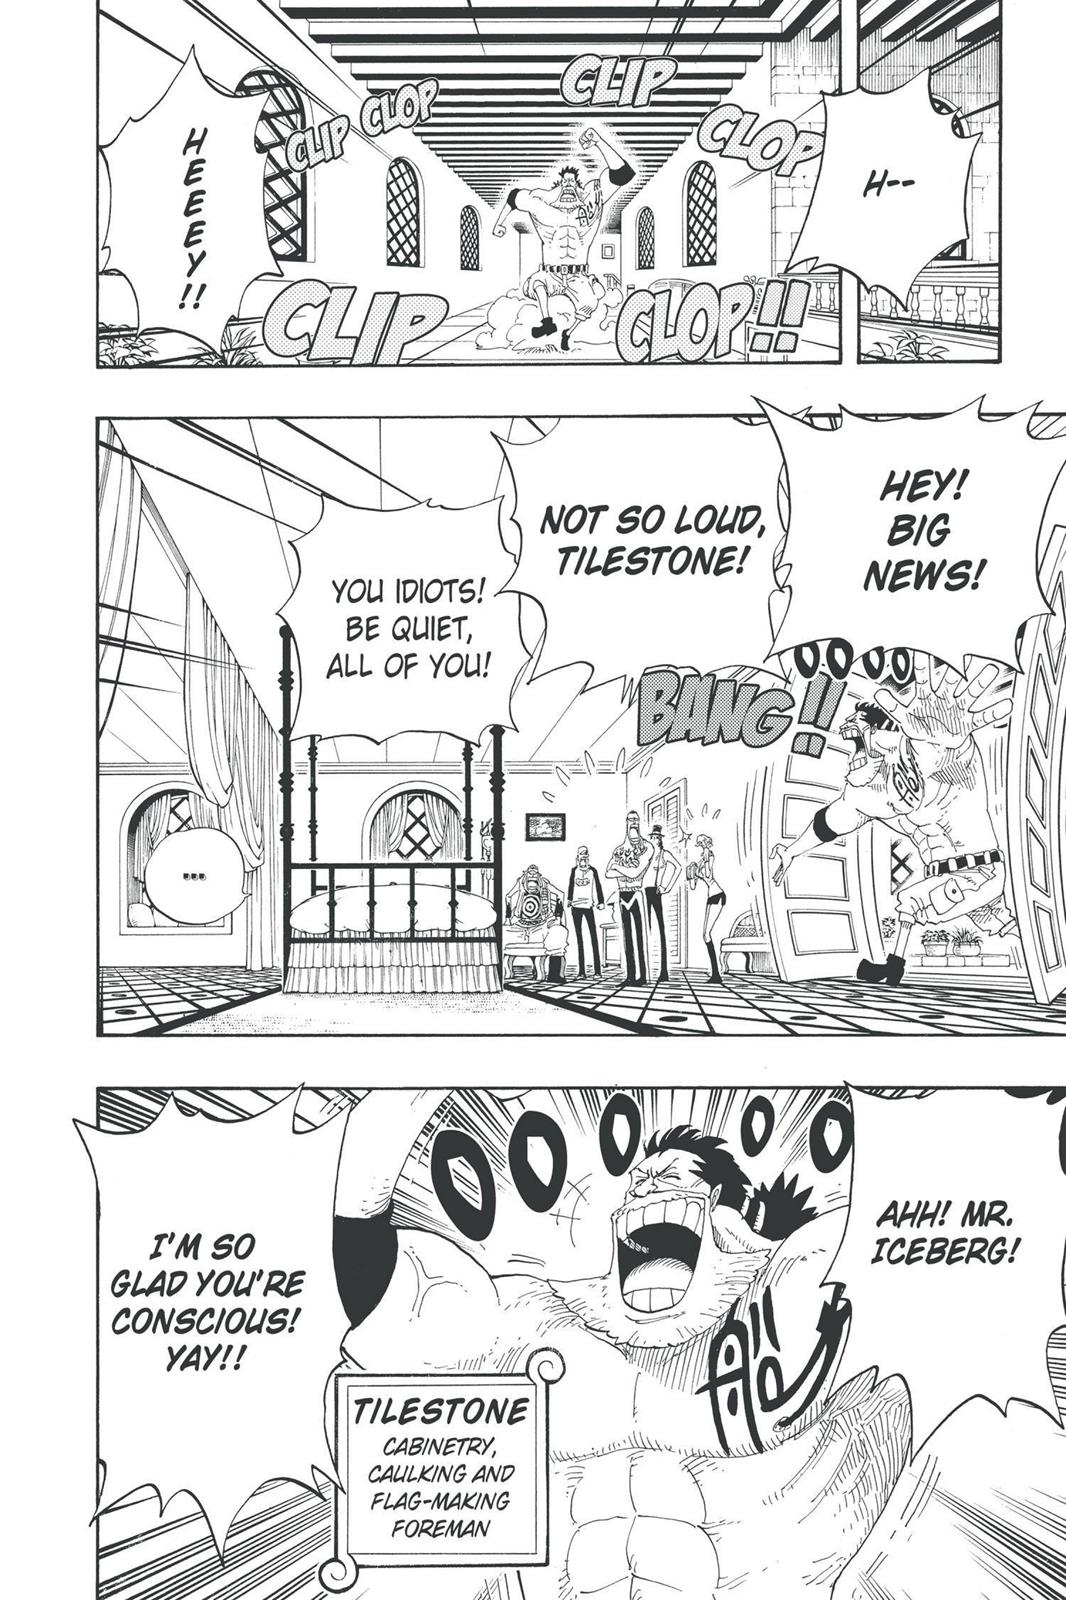 H--
CLIP
CLOP
CLIP
CLOP
CLIP
CLOP!!
HEEEY!!
HEY!
BIG
NEWS!
BANG!!
NOT SO LOUD,
TILESTONE!
YOU IDIOTS!
BE QUIET,
ALL OF YOU!
...
AHH! MR.
ICEBERG!
I'M SO
GLAD YOU'RE
CONSCIOUS!
YAY!!
TILESTONE
CABINETRY,
CAULKING AND
FLAG-MAKING
FOREMAN